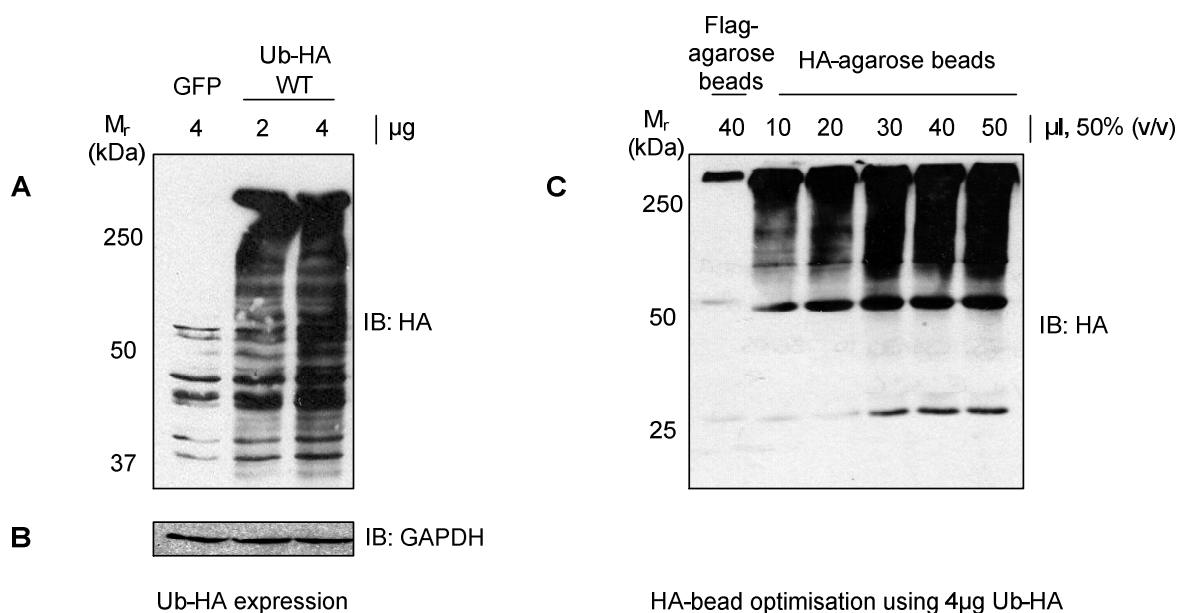 Ub-HA
GFP WT
4 2 4 | µg
Mr
(kDa)
A
250
50
37
IB: HA
B
IB: GAPDH
Ub-HA expression
Flag-
agarose
beads
HA-agarose beads
40 10 20 30 40 50 | µl, 50% (v/v)
Mr
(kDa)
C
250
50
25
IB: HA
HA-bead optimisation using 4µg Ub-HA